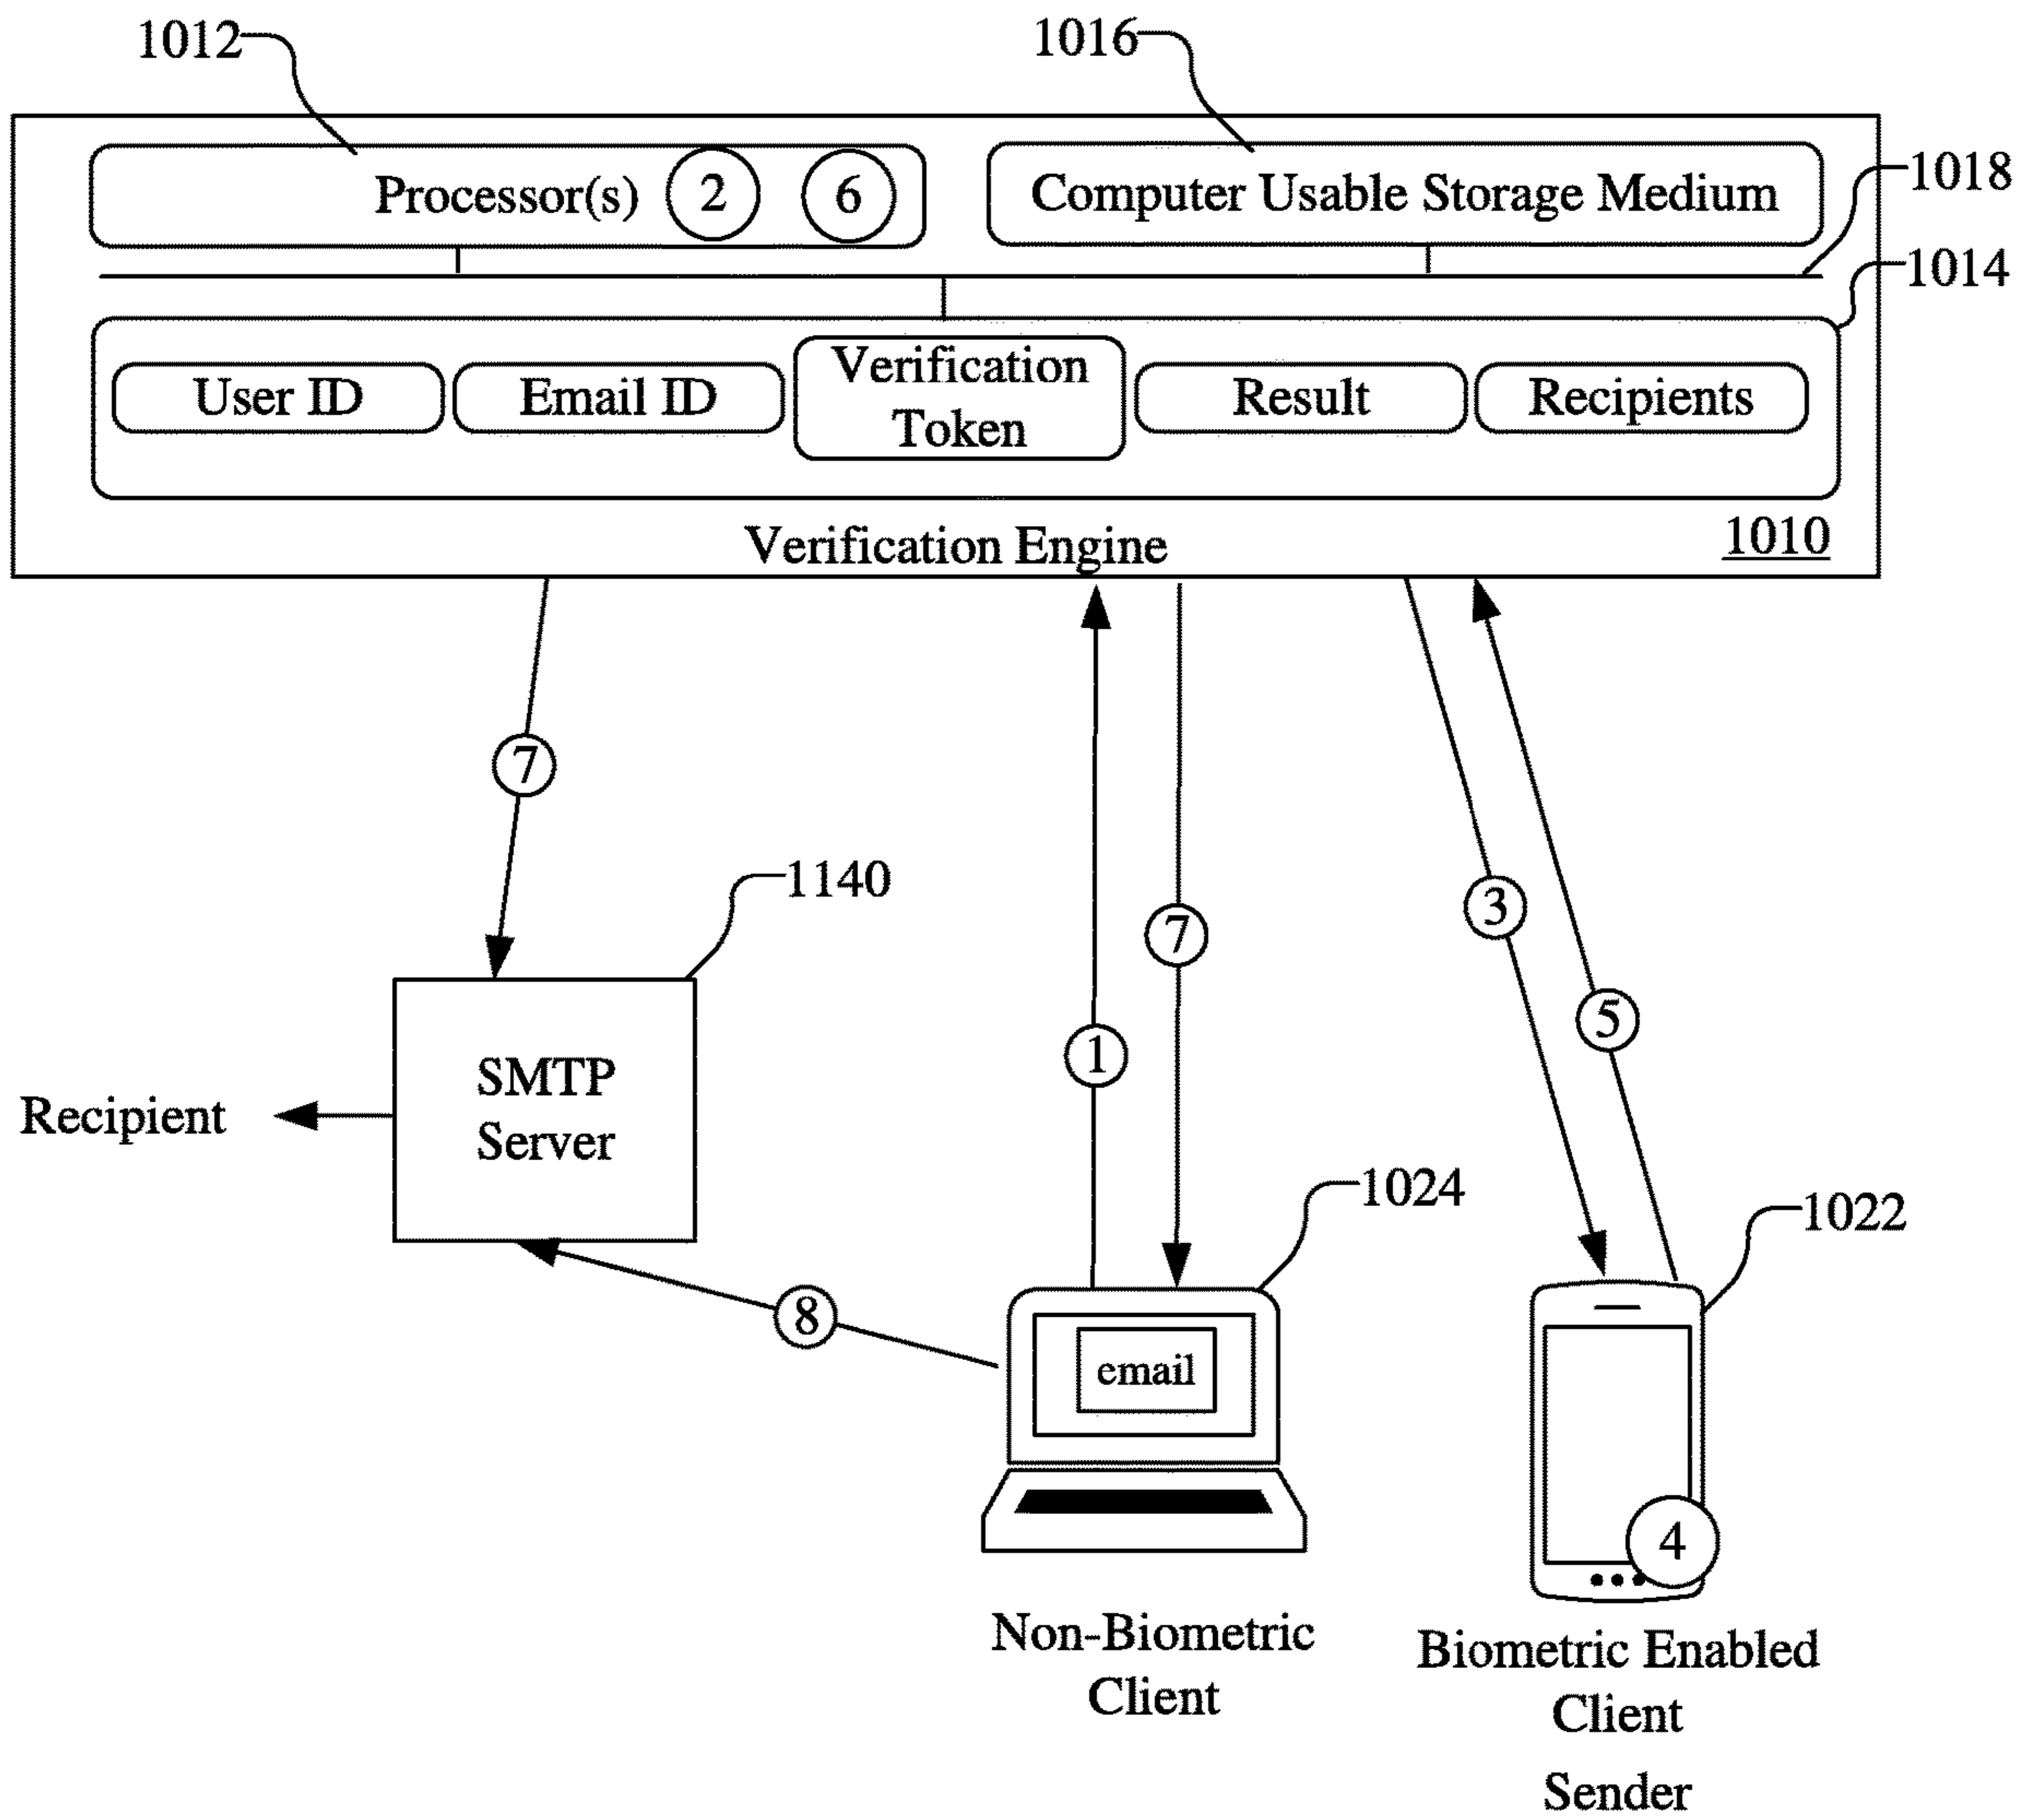 1012
1016
Processor(s) 2 6
Computer Usable Storage Medium
1018
1014
User ID
Email ID
Verification
Token
Result
Recipients
Verification Engine
1010
7
1140
7
3
5
1
SMTP
Server
Recipient
1024
1022
8
email
4
Non-Biometric
Client
Biometric Enabled
Client
Sender